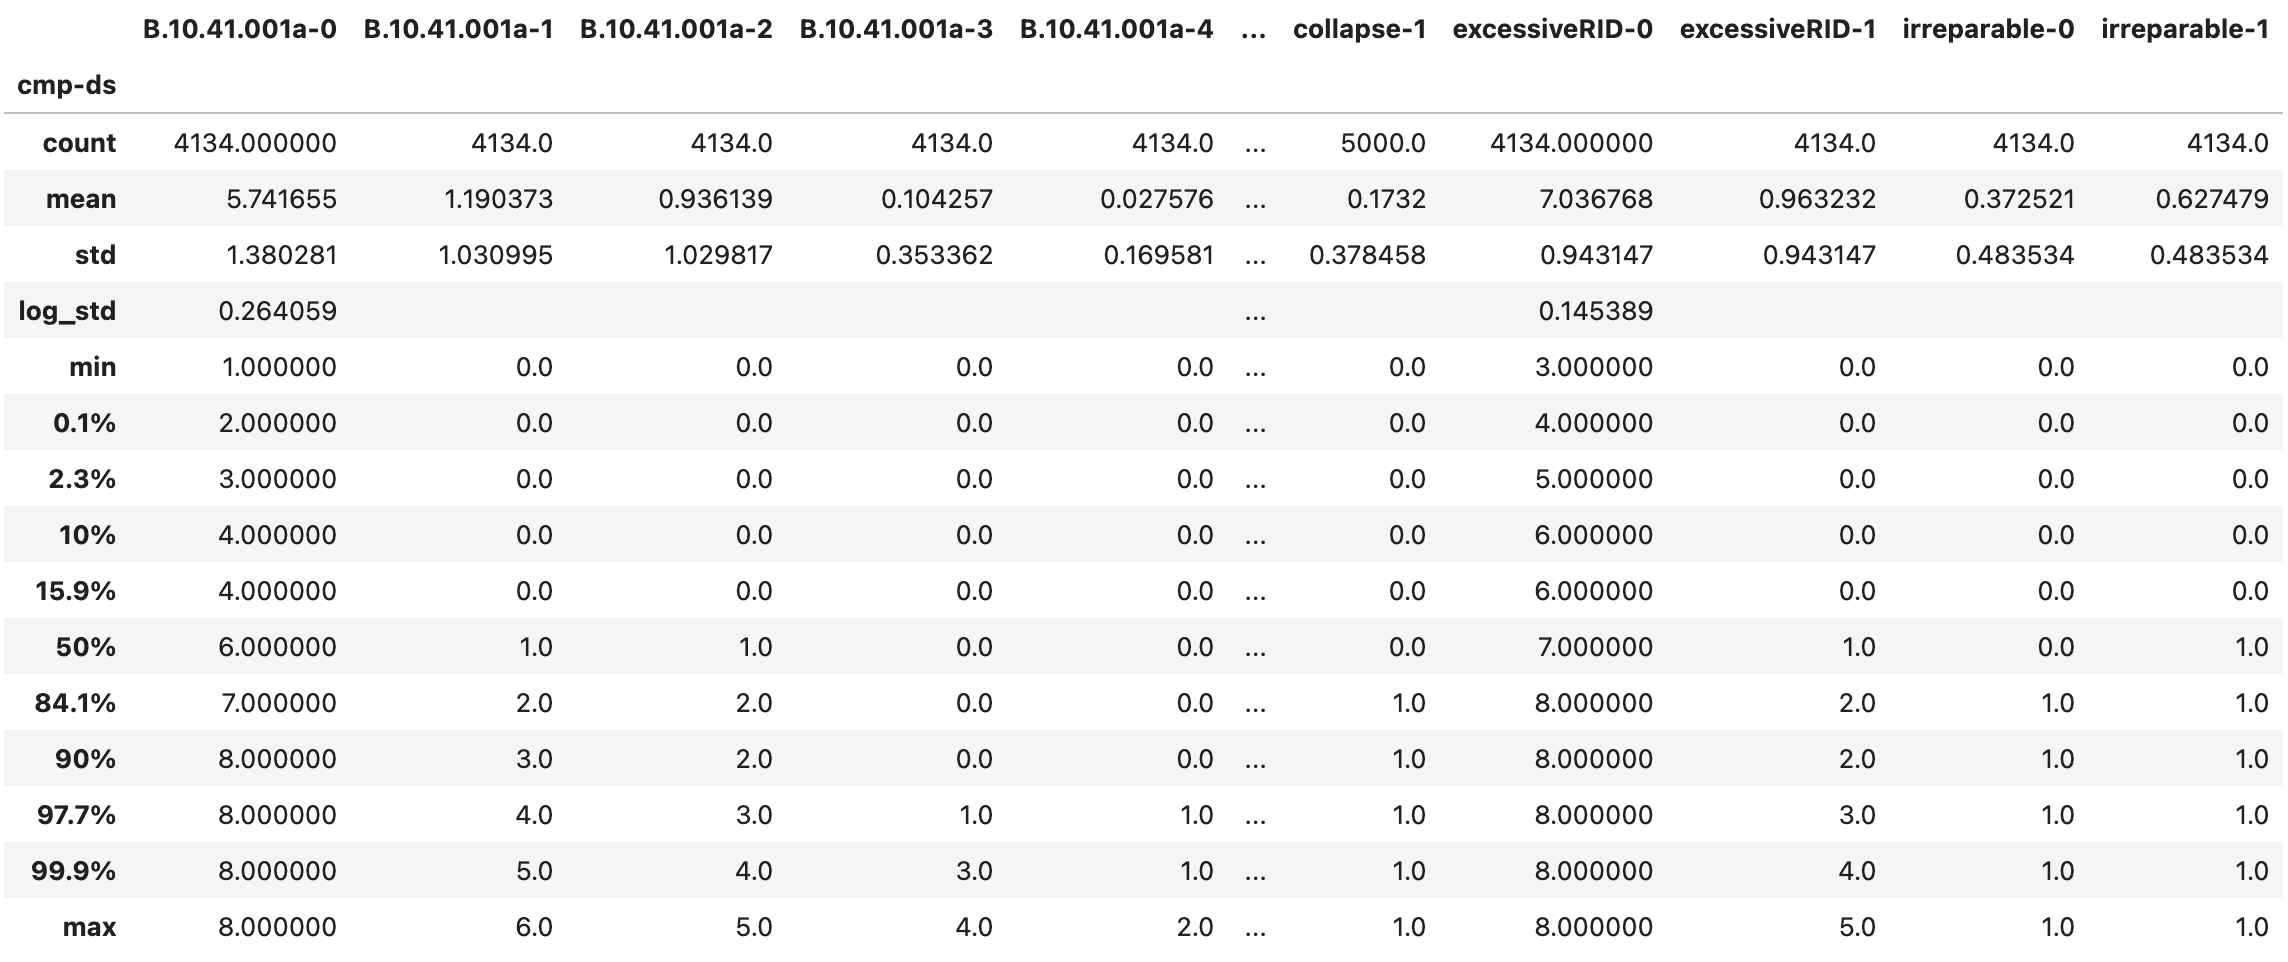 B.10.41.001a-0 B.10.41.001a-1 B.10.41.001a-2 B.10.41.001a-3 B.10.41.001a-4 ... collapse-1 excessiveRID-0 excessiveRID-1 irreparable-0 irreparable-1
cmp-ds
count 4134.000000 4134.0 4134.0 4134.0 4134.0 ... 5000.0 4134.000000 4134.0 4134.0 4134.0
mean 5.741655 1.190373 0.936139 0.104257 0.027576 ... 0.1732 7.036768 0.963232 0.372521 0.627479
std 1.380281 1.030995 1.029817 0.353362 0.169581 ... 0.378458 0.943147 0.943147 0.483534 0.483534
log_std 0.264059 ... 0.145389
min 1.000000 0.0 0.0 0.0 0.0 ... 0.0 3.000000 0.0 0.0 0.0
0.1% 2.000000 0.0 0.0 0.0 0.0 ... 0.0 4.000000 0.0 0.0 0.0
2.3% 3.000000 0.0 0.0 0.0 0.0 ... 0.0 5.000000 0.0 0.0 0.0
10% 4.000000 0.0 0.0 0.0 0.0 ... 0.0 6.000000 0.0 0.0 0.0
15.9% 4.000000 0.0 0.0 0.0 0.0 ... 0.0 6.000000 0.0 0.0 0.0
50% 6.000000 1.0 1.0 0.0 0.0 ... 0.0 7.000000 1.0 0.0 1.0
84.1% 7.000000 2.0 2.0 0.0 0.0 ... 1.0 8.000000 2.0 1.0 1.0
90% 8.000000 3.0 2.0 0.0 0.0 ... 1.0 8.000000 2.0 1.0 1.0
97.7% 8.000000 4.0 3.0 1.0 1.0 ... 1.0 8.000000 3.0 1.0 1.0
99.9% 8.000000 5.0 4.0 3.0 1.0 ... 1.0 8.000000 4.0 1.0 1.0
max 8.000000 6.0 5.0 4.0 2.0 ... 1.0 8.000000 5.0 1.0 1.0